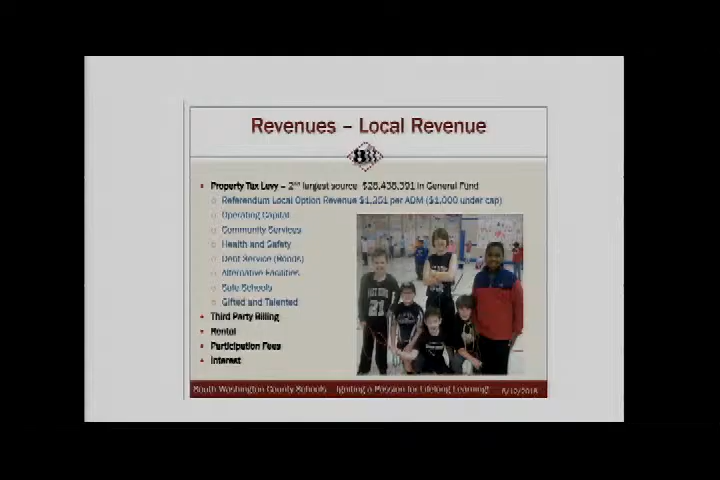 Revenues – Local Revenue
Property Tax Levy – 2nd largest source $28,438,391 in General Fund
Referendum Local Option Revenue $1,351 per ADM ($1,000 under cap)
Operating Capital
Community Services
Health and Safety
Debt Service (Bonds)
Alternative Facilities
Safe Schools
Gifted and Talented
Third Party Billing
Rental
Participation Fees
Interest
21
South Washington County Schools Igniting a Passion for Lifelong Learning!